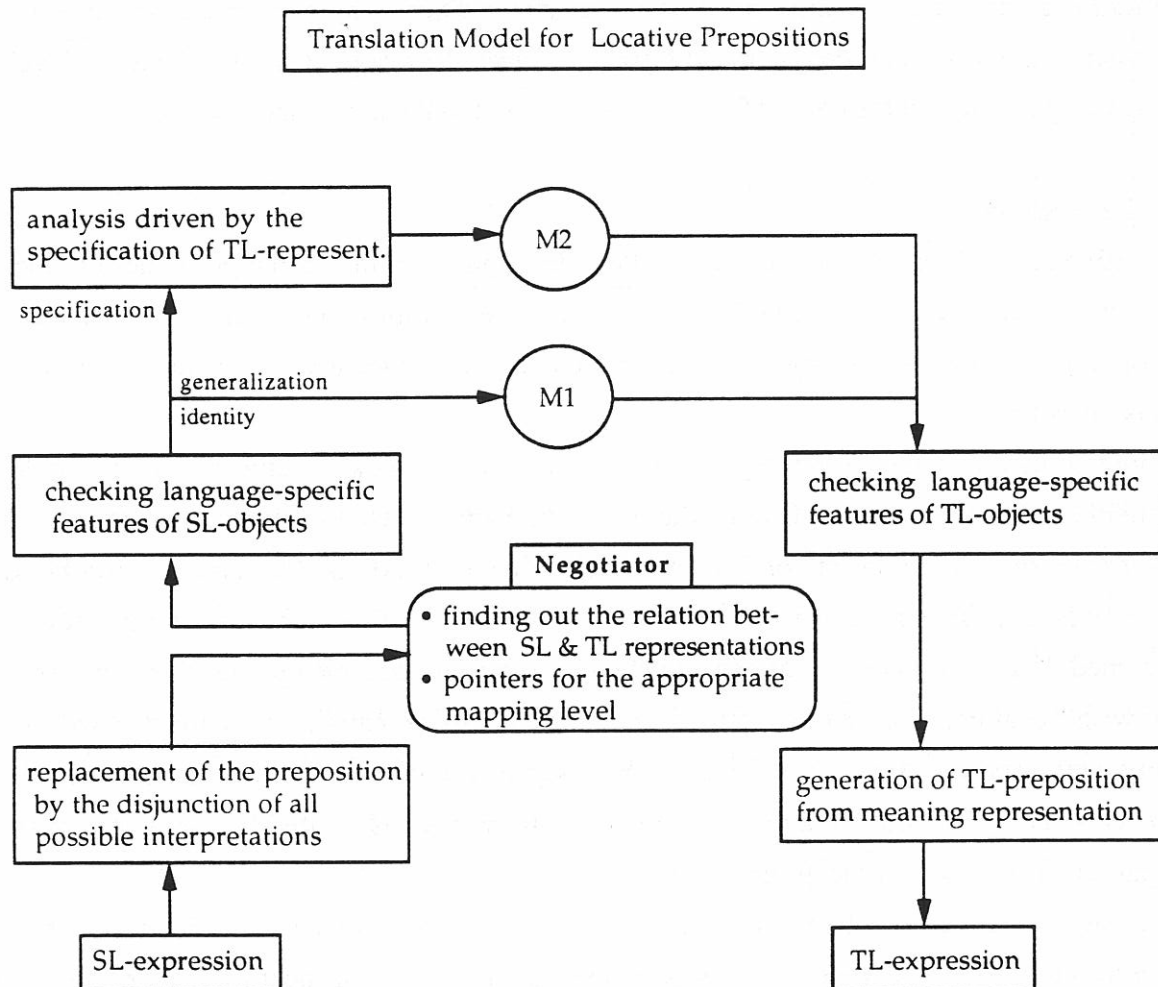 Translation Model for Locative Prepositions
analysis driven by the
specification of TL-represent.
M2
specification
generalization
identity
M1
checking language-specific
features of SL-objects
checking language-specific
features of TL-objects
Negotiator
• finding out the relation bet-
ween SL & TL representations
• pointers for the appropriate
mapping level
replacement of the preposition
by the disjunction of all
possible interpretations
generation of TL-preposition
from meaning representation
SL-expression
TL-expression